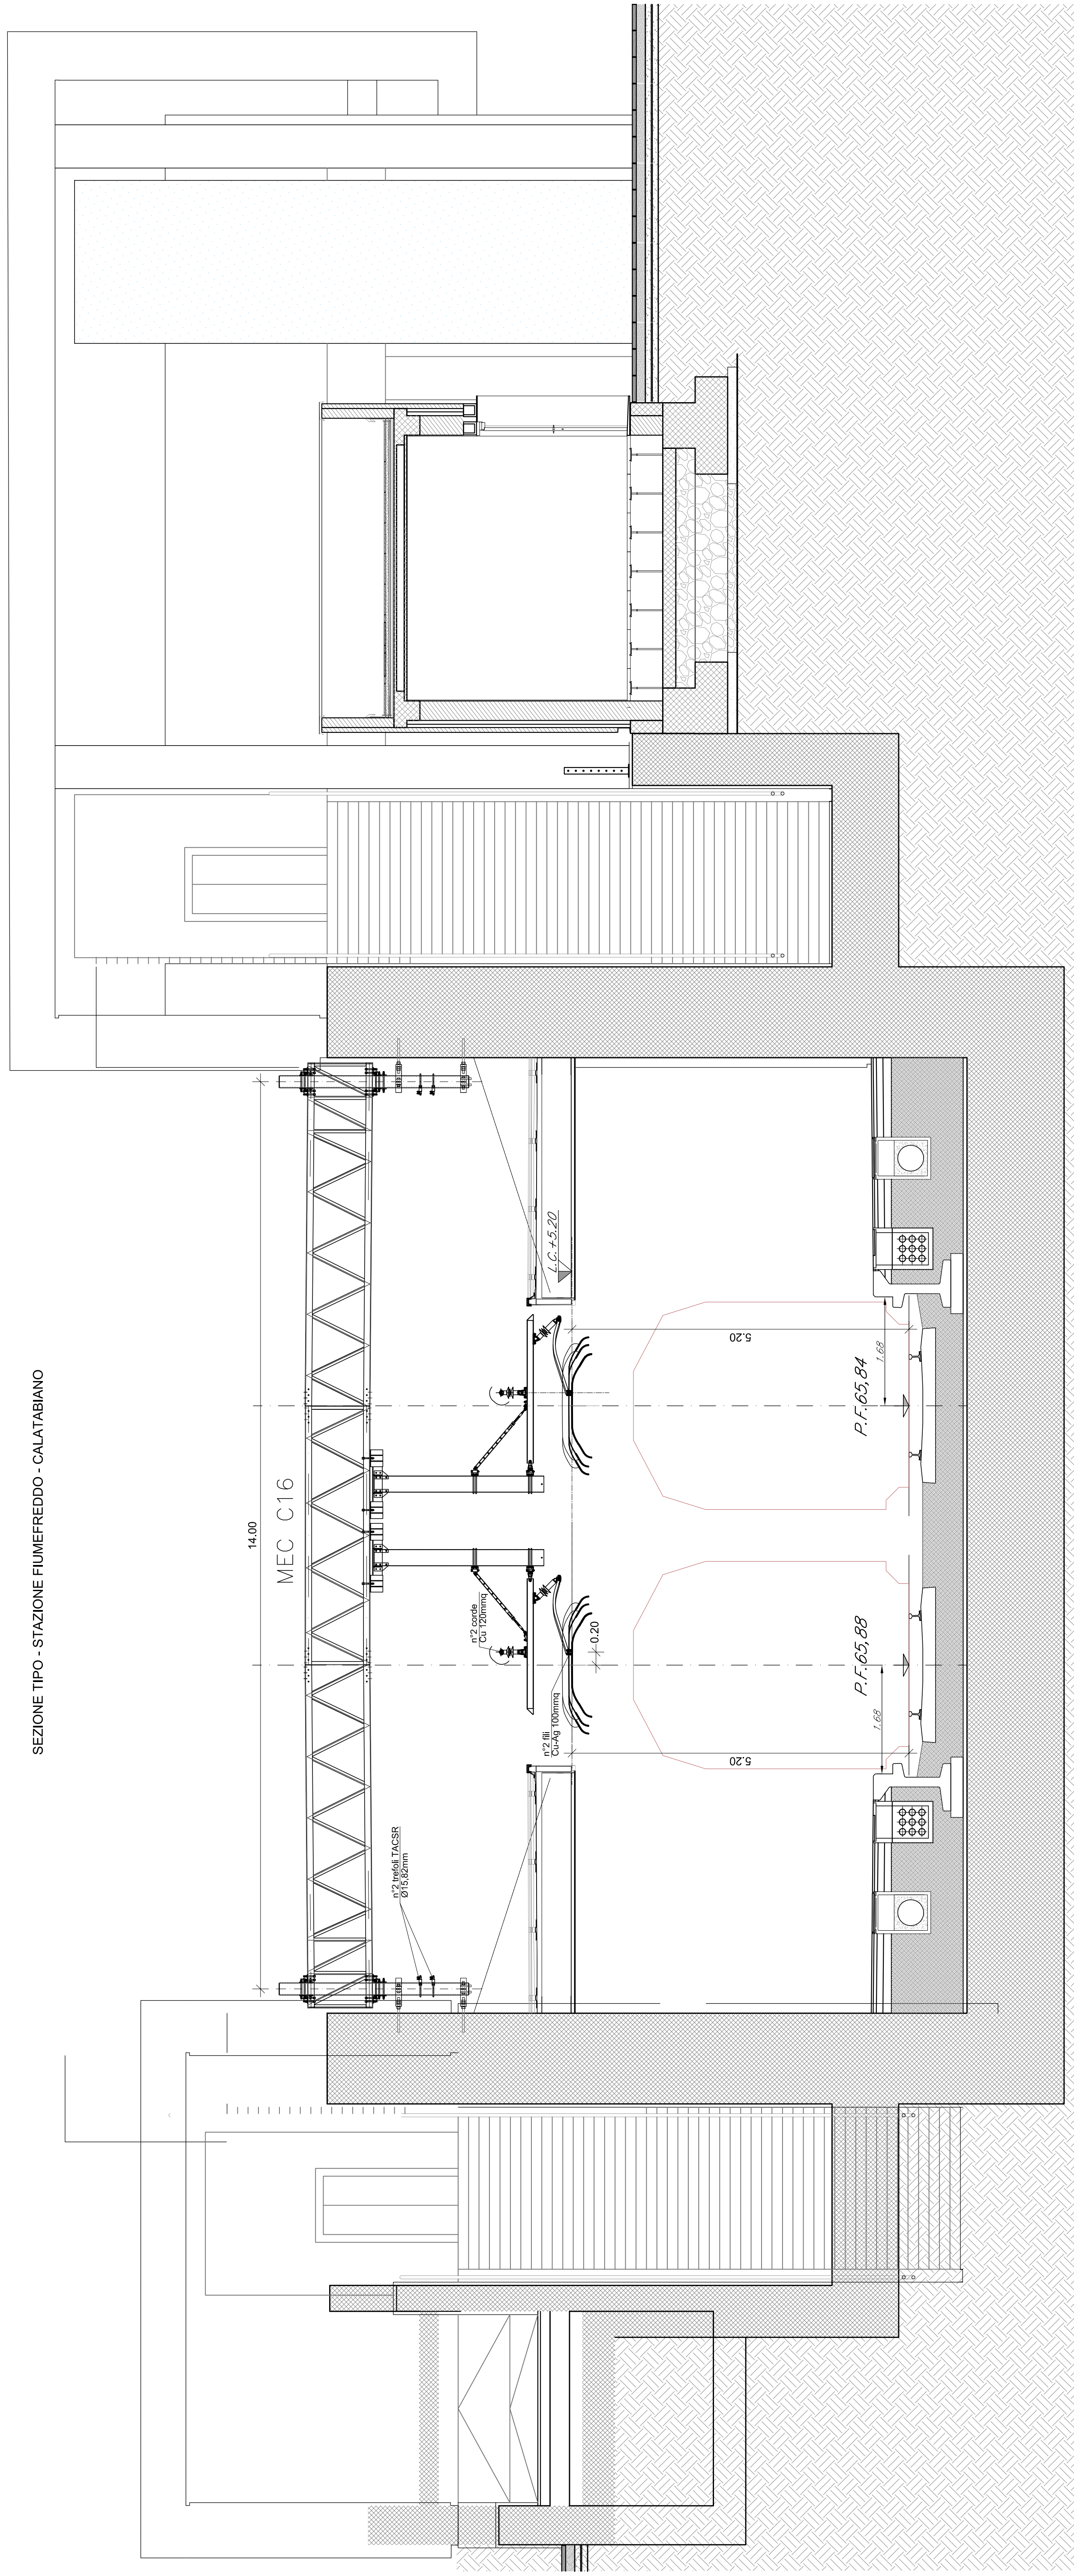 SEZIONE TIPO - STAZIONE FIUMEFREDDO - CALATABIANO
14.00
MEC C16
n°2 trefoli TACSR
Ø15,82mm
n°2 corde
Cu 120mmq
n°2 fili
Cu-Ag 100mmq
0.20
L.C.+5.20
5.20
5.20
P.F.65,88
1.68
P.F.65,84
1.68